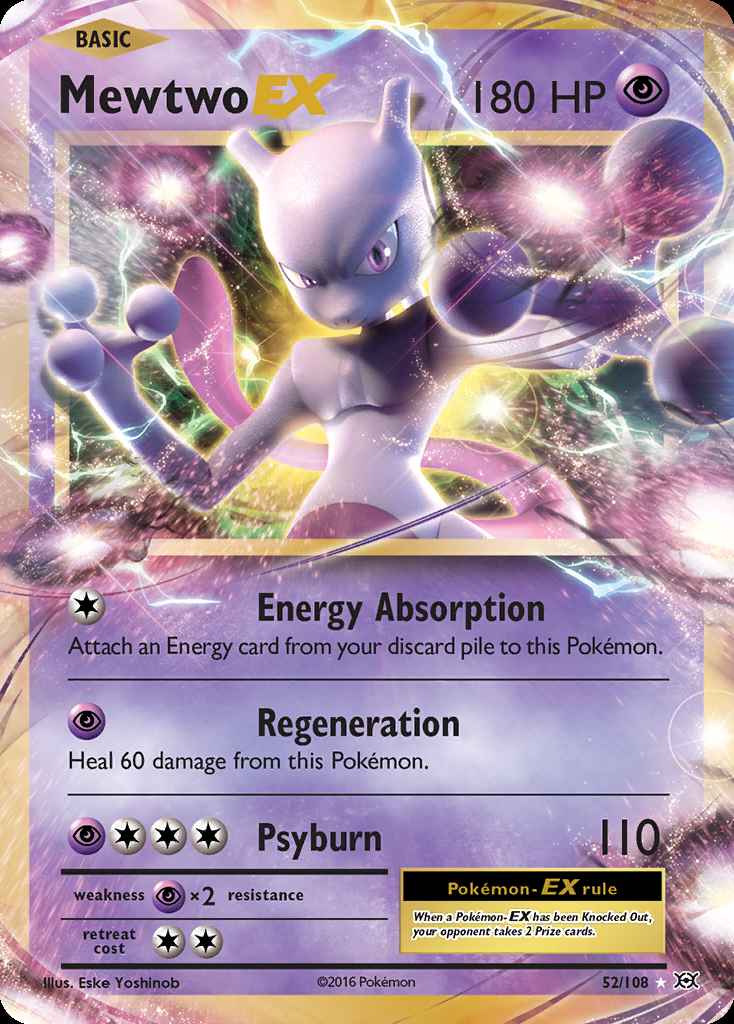 BASIC
MewtwoEX 180 HP
Energy Absorption
Attach an Energy card from your discard pile to this Pokémon.
Regeneration
Heal 60 damage from this Pokémon.
Psyburn 110
weakness ×2 resistance
retreat
cost
Pokémon-EX rule
When a Pokémon-EX has been Knocked Out,
your opponent takes 2 Prize cards.
Illus. Eske Yoshinob ©2016 Pokémon 52/108